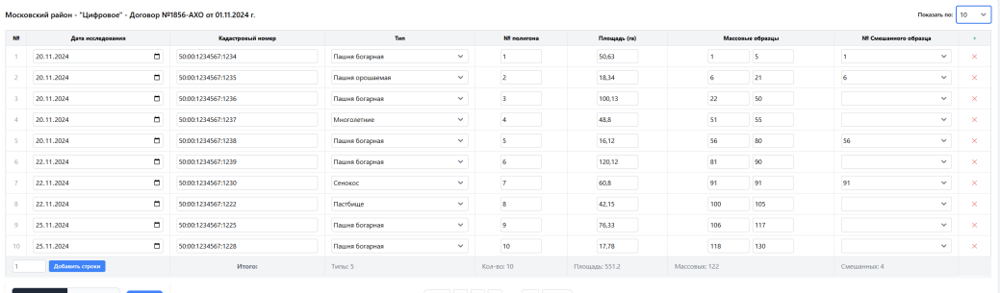 Московский район - "Цифровое" - Договор №1856-АХО от 01.11.2024 г. Показать по: 10
№ Дата исследования Кадастровый номер Тип № полигона Площадь (га) Массовые образцы № Смешанного образца +
1 20.11.2024 50:00:1234567:1234 Пашня богарная 1 50,63 1 5 1 ×
2 20.11.2024 50:00:1234567:1235 Пашня орошаемая 2 18,34 6 21 6 ×
3 20.11.2024 50:00:1234567:1236 Пашня богарная 3 100,13 22 50 ×
4 20.11.2024 50:00:1234567:1237 Многолетние 4 48,8 51 55 ×
5 20.11.2024 50:00:1234567:1238 Пашня богарная 5 16,12 56 80 56 ×
6 22.11.2024 50:00:1234567:1239 Пашня богарная 6 120,12 81 90 ×
7 22.11.2024 50:00:1234567:1230 Сенокос 7 60,8 91 91 91 ×
8 22.11.2024 50:00:1234567:1222 Пастбище 8 42,15 100 105 ×
9 25.11.2024 50:00:1234567:1225 Пашня богарная 9 76,33 106 117 ×
10 25.11.2024 50:00:1234567:1228 Пашня богарная 10 17,78 118 130 ×
1 Добавить строки Итого: Типы: 5 Кол-во: 10 Площадь: 551.2 Массовых: 122 Смешанных: 4